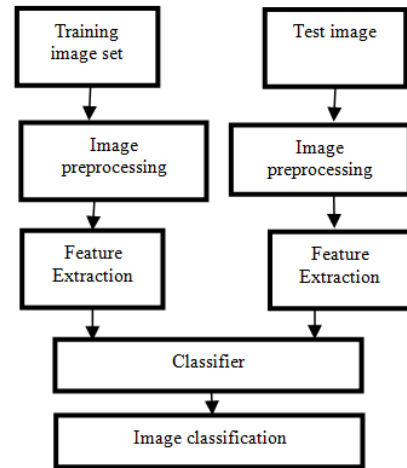 Training
image set
Test image
Image
preprocessing
Image
preprocessing
Feature
Extraction
Feature
Extraction
Classifier
Image classification